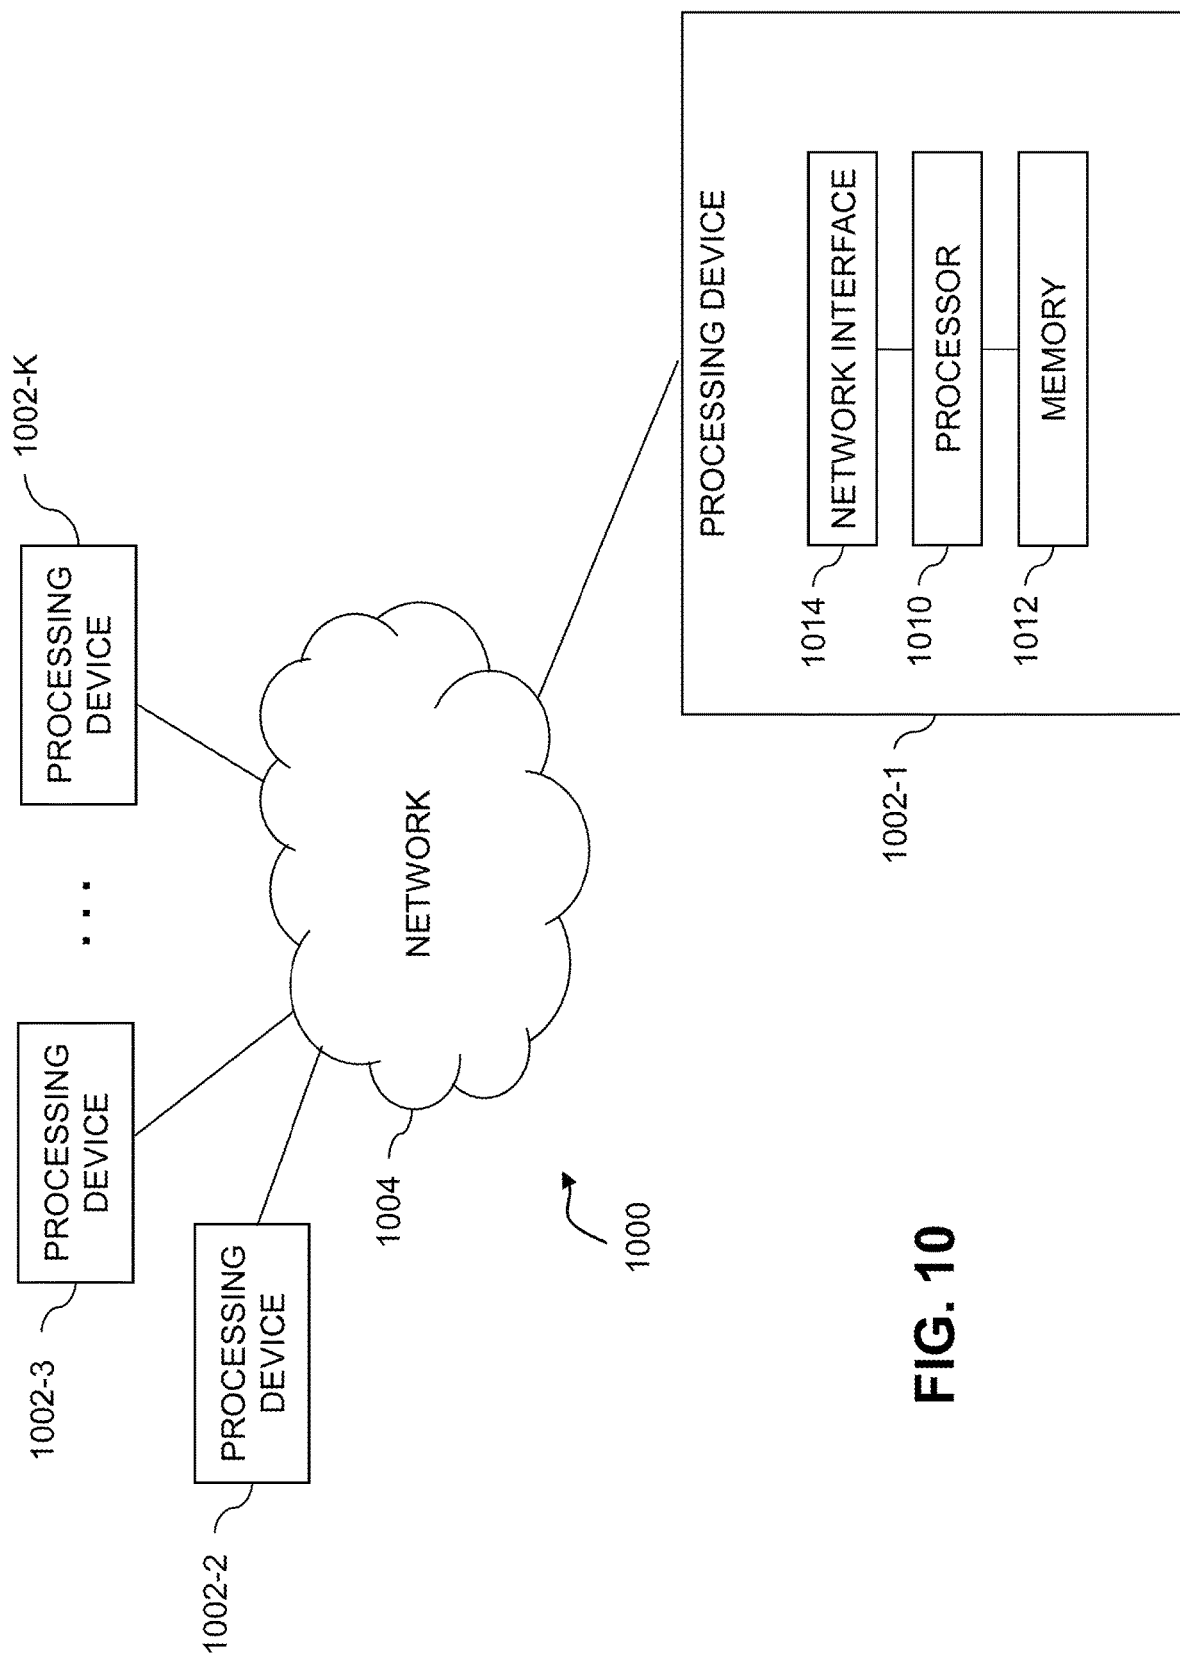 1002-2
PROCESSING
DEVICE
1002-3
PROCESSING
DEVICE
. . .
PROCESSING
DEVICE
1002-K
1004
NETWORK
1000
PROCESSING DEVICE
1014
NETWORK INTERFACE
1010
PROCESSOR
1012
MEMORY
1002-1
FIG. 10